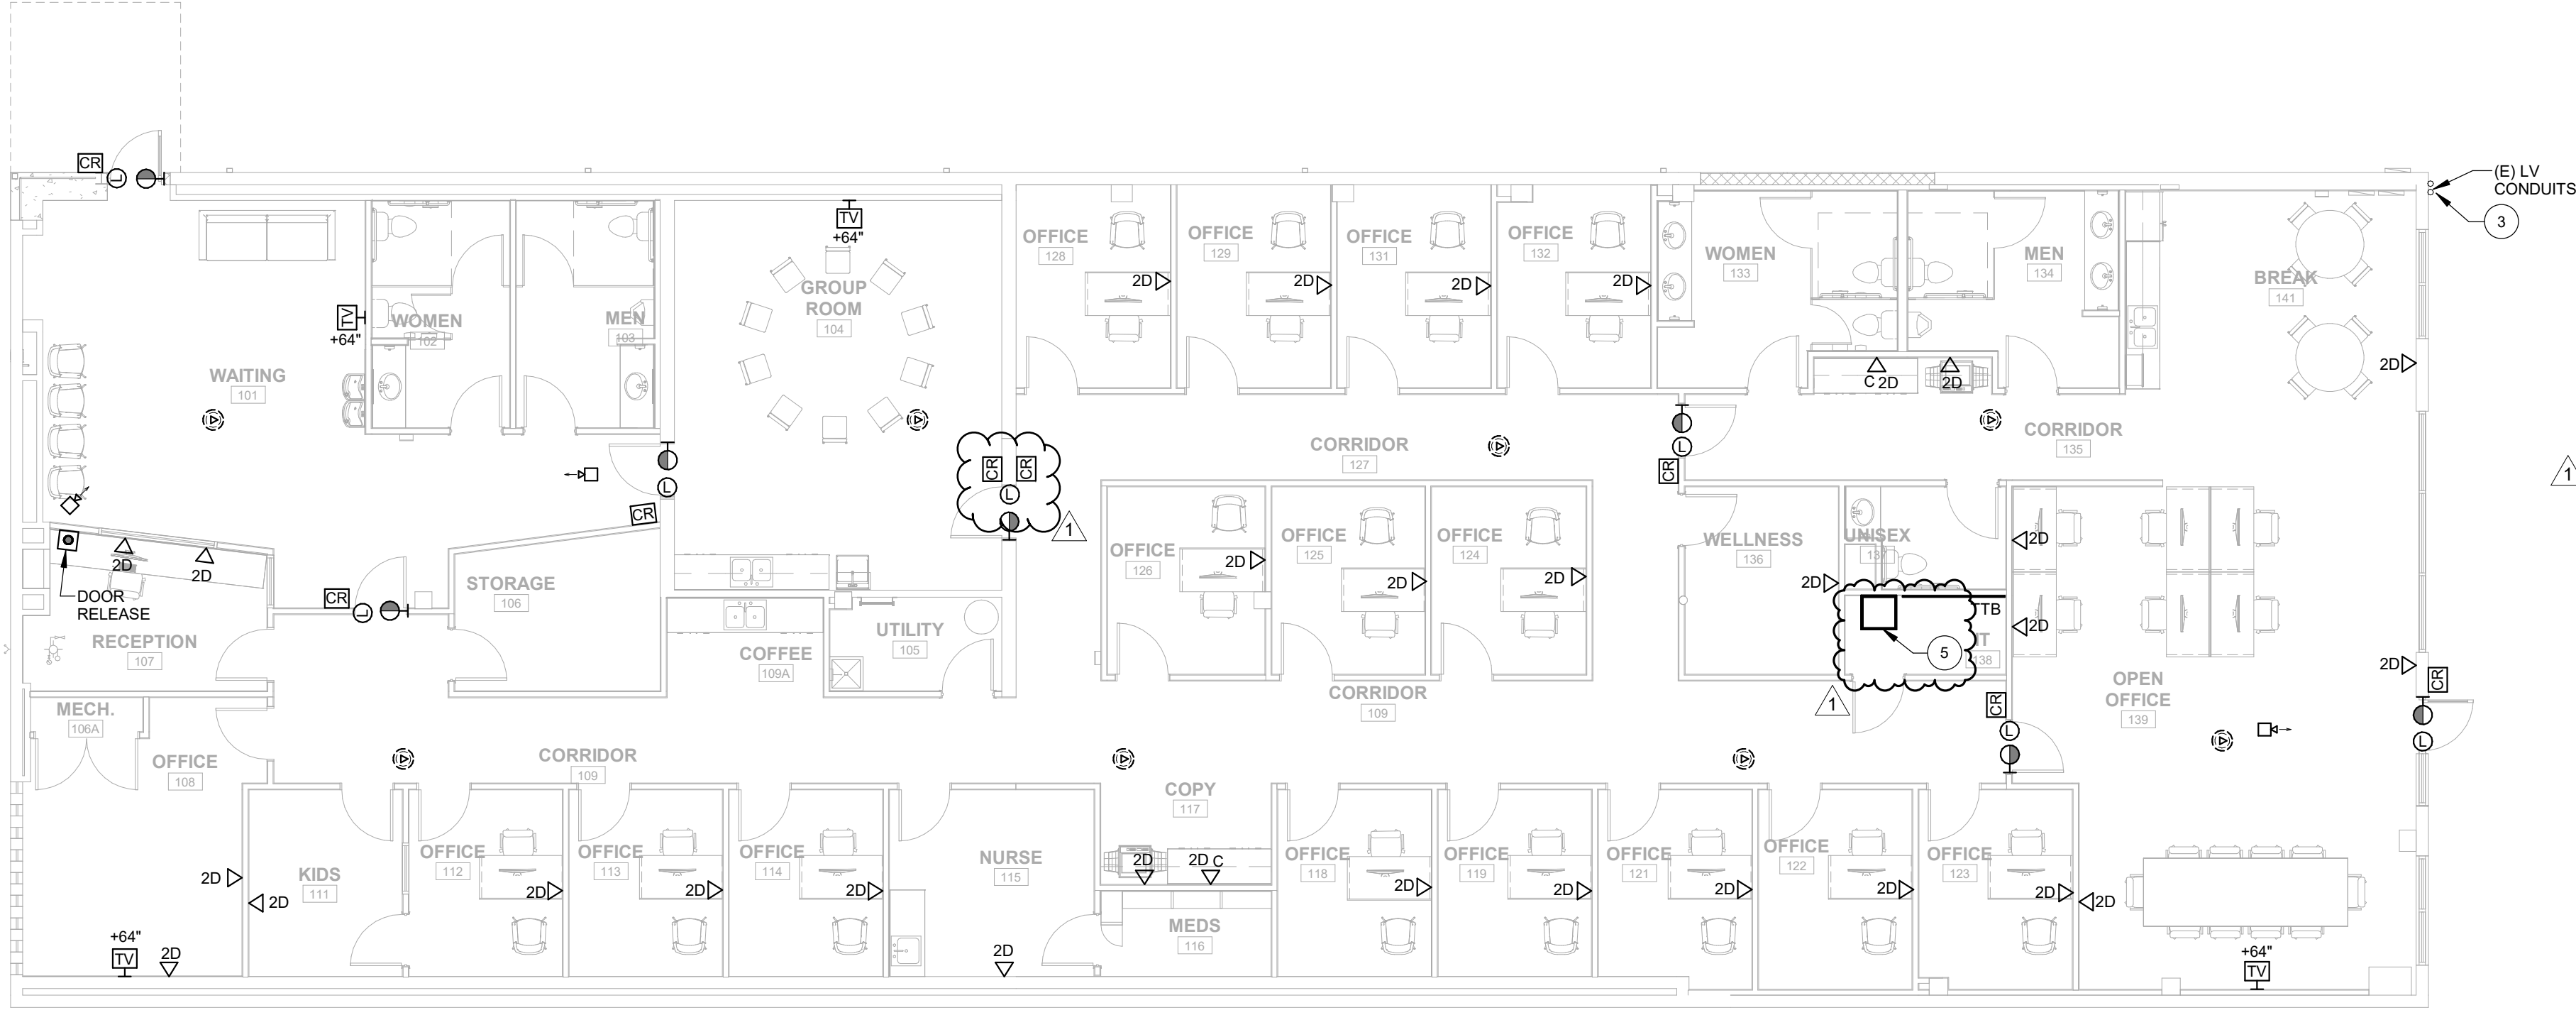 (E) LV
CONDUITS
3
CR
L
TV
+64"
OFFICE
128
OFFICE
129
OFFICE
131
OFFICE
132
WOMEN
133
MEN
134
BREAK
141
2D
2D
2D
2D
GROUP
ROOM
104
WOMEN
102
MEN
103
TV
+64"
WAITING
101
2D
C 2D
2D
CORRIDOR
127
CORRIDOR
135
CR
CR
CR
L
L
L
CR
1
1
CR
OFFICE
126
OFFICE
125
OFFICE
124
WELLNESS
136
UNISEX
137
2D
2D
2D
2D
2D
2D
2D
DOOR
RELEASE
STORAGE
106
CR
L
TTB
2D
RECEPTION
107
UTILITY
105
COFFEE
109A
5
IT
138
2D
CR
OPEN
OFFICE
139
CORRIDOR
109
1
CR
L
L
MECH.
106A
OFFICE
108
CORRIDOR
109
COPY
117
2D
2D C
KIDS
111
OFFICE
112
OFFICE
113
OFFICE
114
NURSE
115
OFFICE
118
OFFICE
119
OFFICE
121
OFFICE
122
OFFICE
123
2D
2D
2D
2D
2D
2D
2D
2D
2D
2D
2D
MEDS
116
+64"
TV
2D
2D
+64"
TV